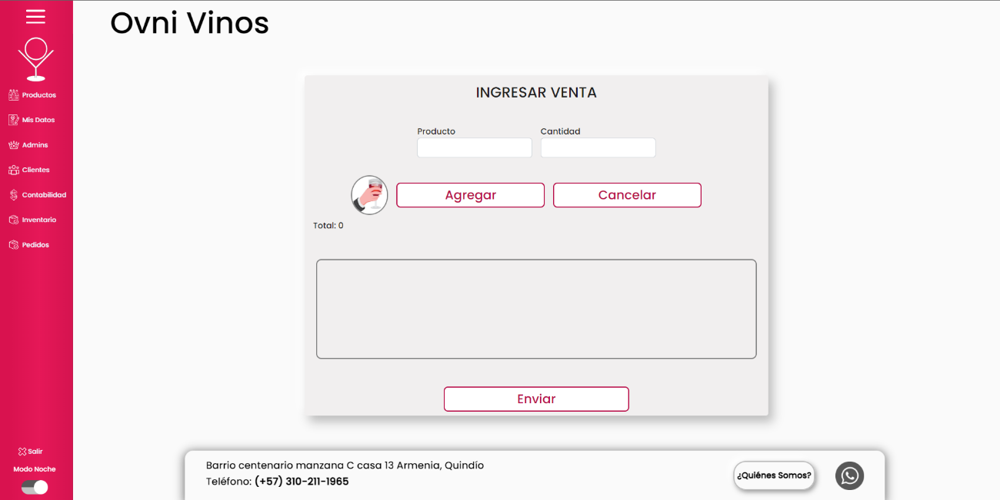 Ovni Vinos
Productos
Mis Datos
Admins
Clientes
Contabilidad
Inventario
Pedidos
Salir
Modo Noche
INGRESAR VENTA
Producto Cantidad
Agregar Cancelar
Total: 0
Enviar
Barrio centenario manzana C casa 13 Armenia, Quindío
Teléfono: (+57) 310-211-1965
¿Quiénes Somos?